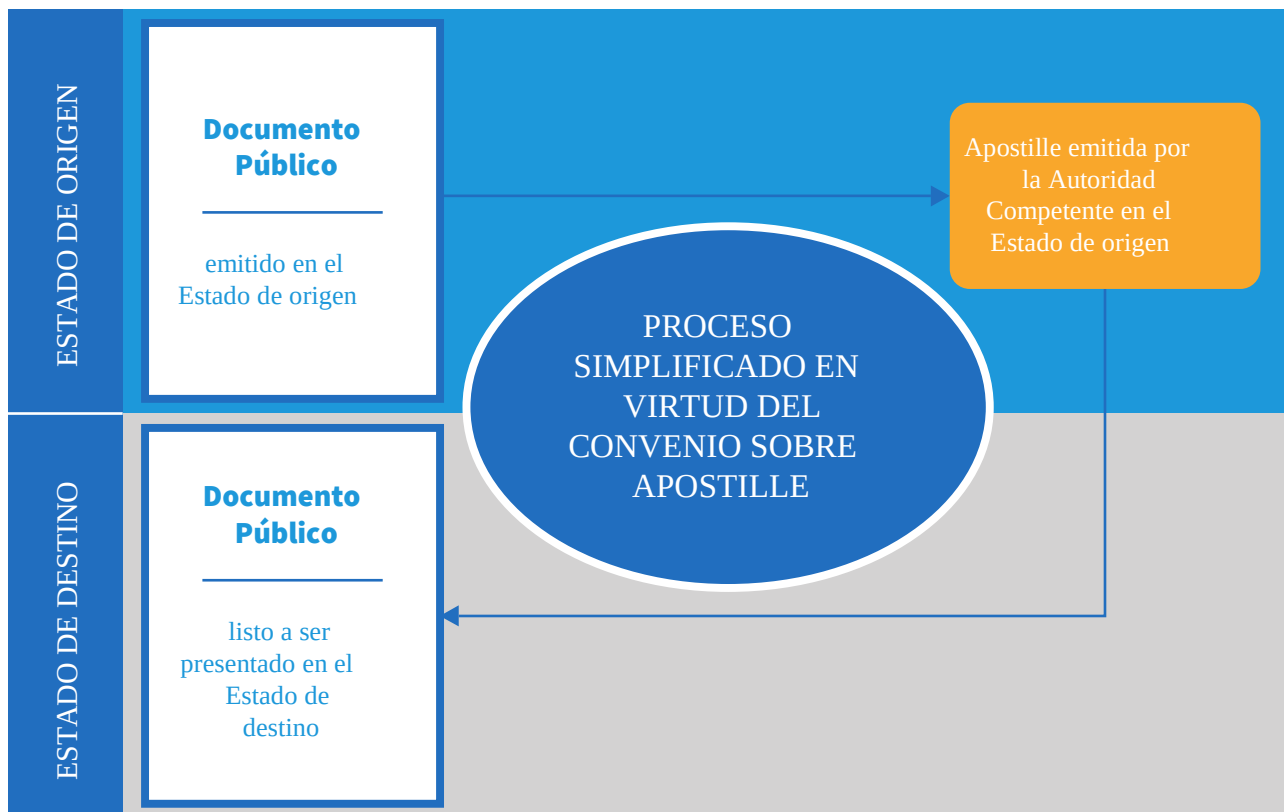 ESTADO DE ORIGEN
Documento
Público
emitido en el
Estado de origen
Apostille emitida por
la Autoridad
Competente en el
Estado de origen
PROCESO
SIMPLIFICADO EN
VIRTUD DEL
CONVENIO SOBRE
APOSTILLE
ESTADO DE DESTINO
Documento
Público
listo a ser
presentado en el
Estado de
destino